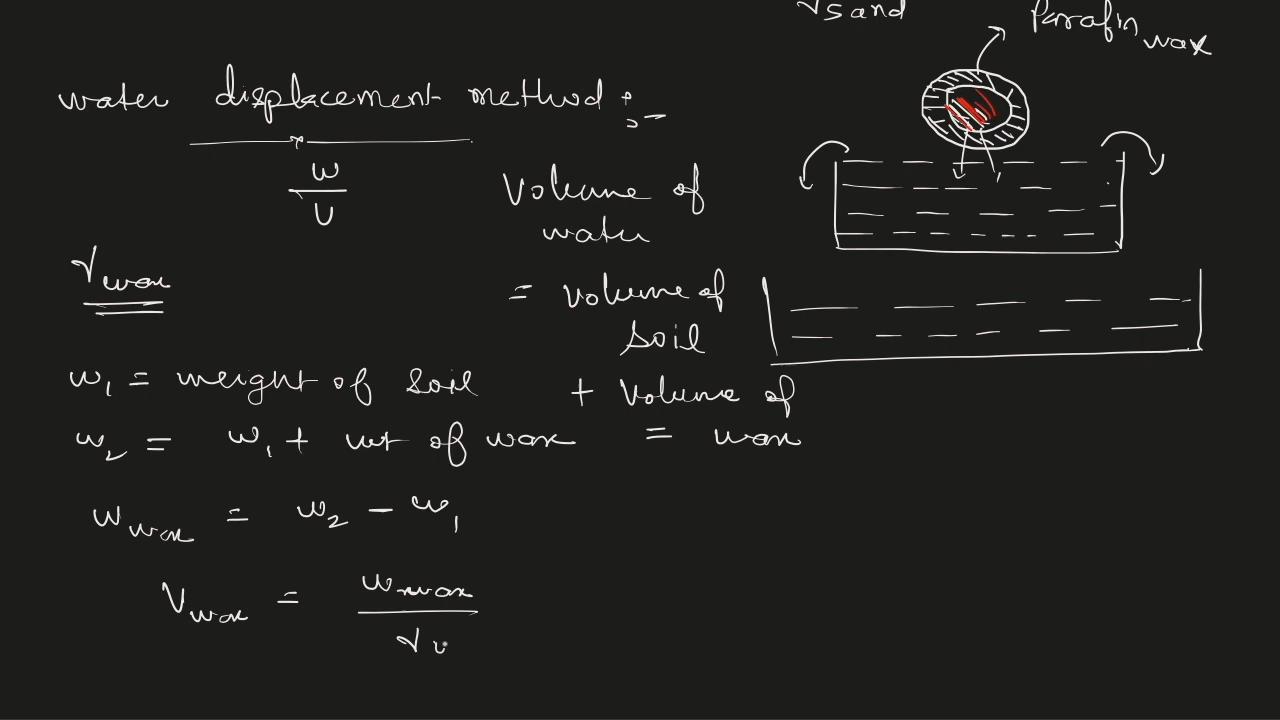 γsand
Parafin wax
water displacement method :-
w
V
Volume of
water
γwax
= volume of
soil
w₁ = weight of soil
+ Volume of
w₂ = w₁ + wt of wax
= wax
Wwax = w₂ - w₁
Vwax = Wwax
γ